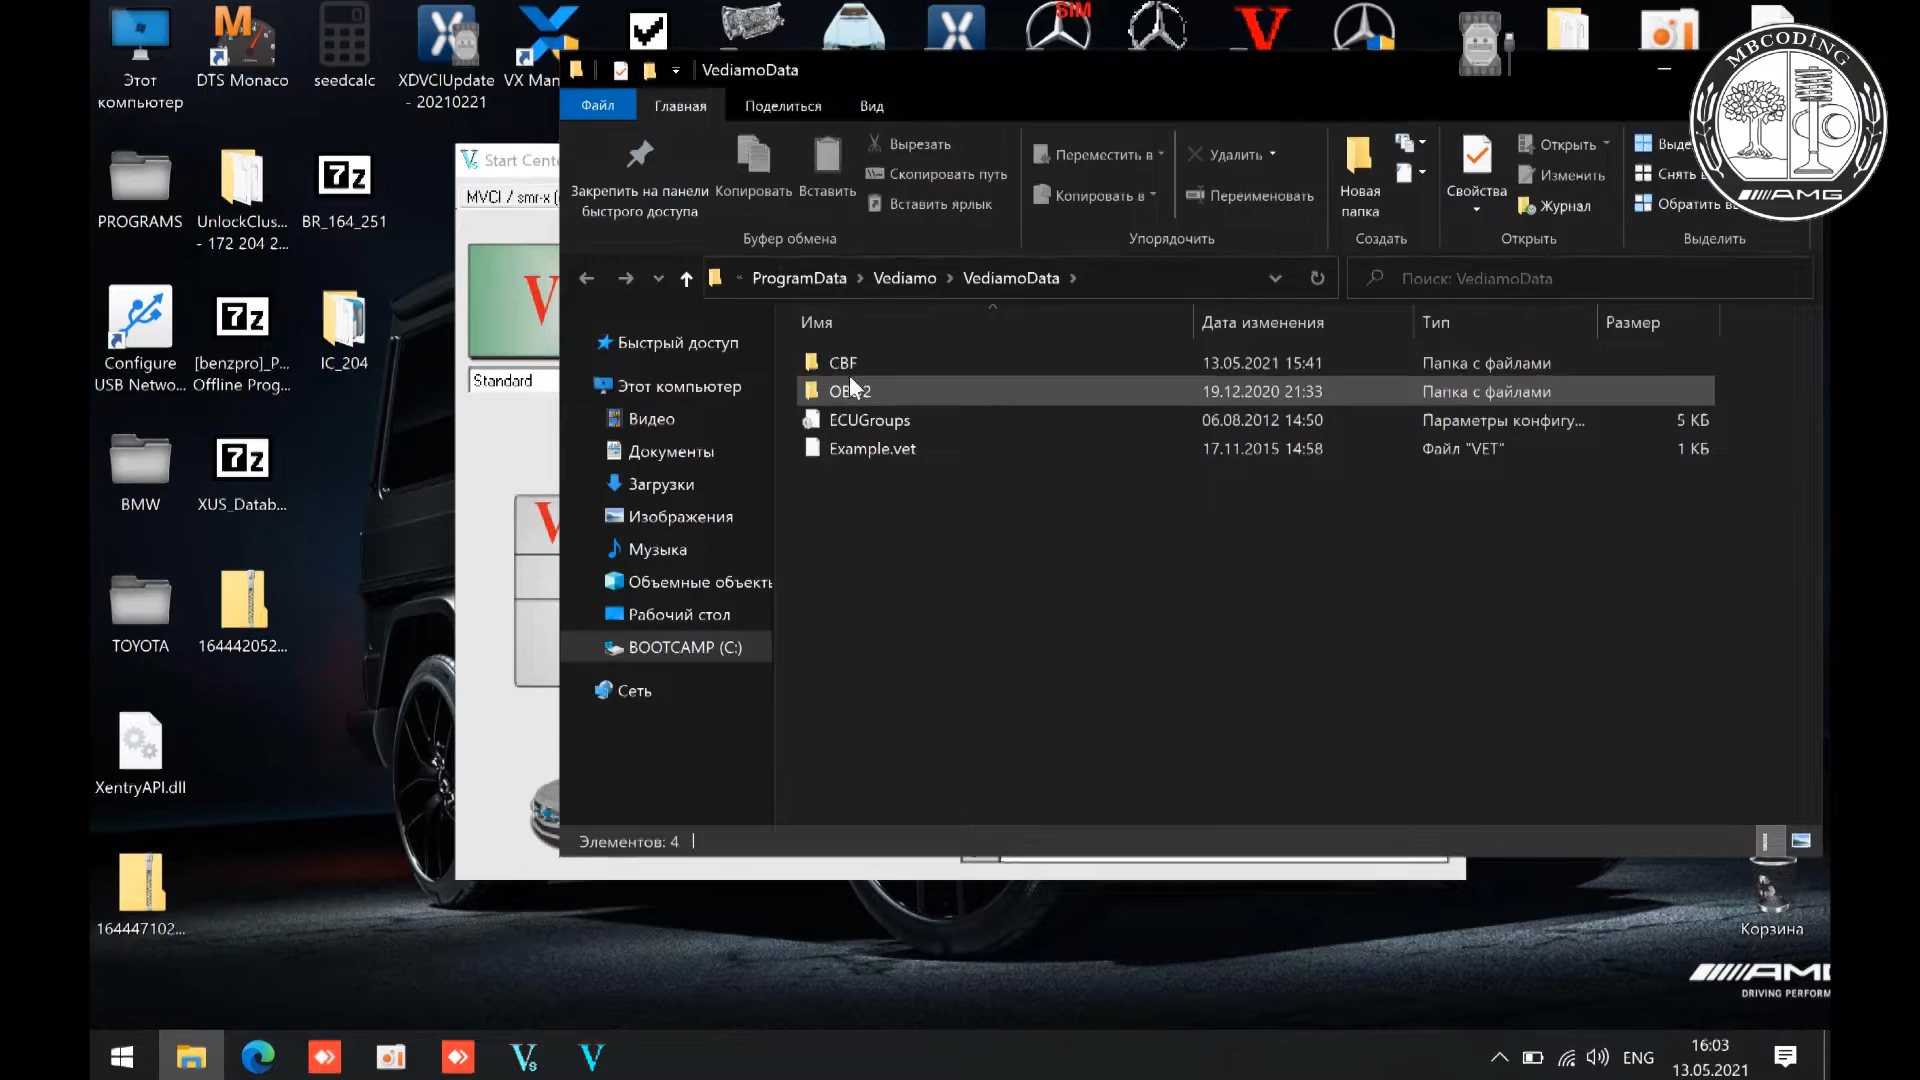 Этот
компьютер
DTS Monaco
seedcalc
XDVCIUpdate
- 20210221
VX Man
SIM
MBCODING
AMG
VediamoData
Файл
Главная
Поделиться
Вид
Закрепить на панели
быстрого доступа
Копировать
Вставить
Вырезать
Скопировать путь
Вставить ярлык
Буфер обмена
Переместить в
Копировать в
Удалить
Переименовать
Упорядочить
Новая
папка
Создать
Свойства
Открыть
Изменить
Журнал
Открыть
Снять
Обратить
Выделить
PROGRAMS
UnlockClus...
- 172 204 2...
7z
BR_164_251
Start Cente
MVCI / smr-x (
Standard
ProgramData
Vediamo
VediamoData
Поиск: VediamoData
Имя
Дата изменения
Тип
Размер
CBF
13.05.2021 15:41
Папка с файлами
19.12.2020 21:33
Папка с файлами
ECUGroups
06.08.2012 14:50
Параметры конфигу...
5 КБ
Example.vet
17.11.2015 14:58
Файл "VET"
1 КБ
Быстрый доступ
Этот компьютер
Видео
Документы
Загрузки
Изображения
Музыка
Объемные объекты
Рабочий стол
BOOTCAMP (C:)
Сеть
Элементов: 4
Configure
USB Netwo...
7z
[benzpro]_P...
Offline Prog...
IC_204
BMW
7z
XUS_Datab...
TOYOTA
164442052...
XentryAPI.dll
164447102...
Корзина
AMG
DRIVING PERFORM
ENG
16:03
13.05.2021